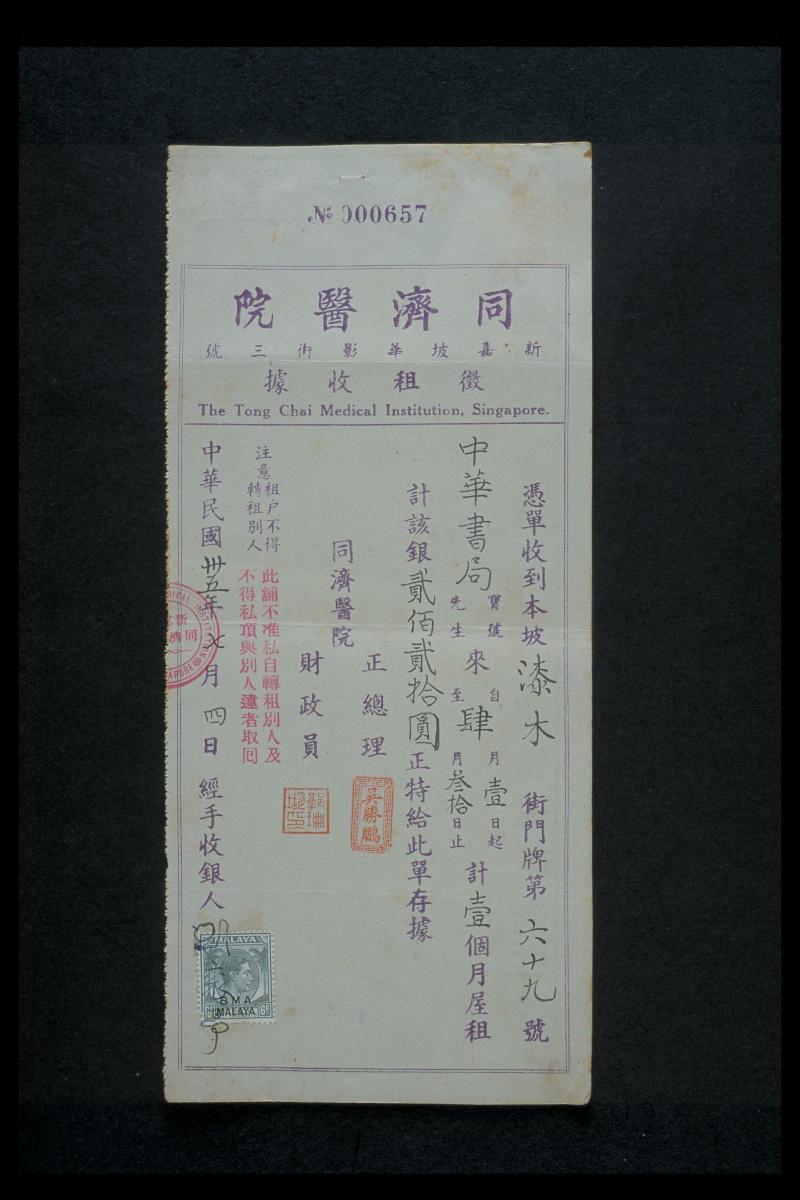 № 000657
同濟醫院
新嘉坡華影街三號
徵租收據
The Tong Chai Medical Institution, Singapore.
憑單收到本坡漆木街門牌第六十九號
中華書局寶號先生來自肆月壹日起至月叁拾日止計壹個月屋租
計該銀貳佰貳拾圓正特給此單存據
同濟醫院
正總理
吳勝鵬
財政員
注意租户不得轉租別人
此舖不准私自轉租別人及
不得私頂與別人違者取囘
中華民國卅五年七月四日經手收銀人
MALAYA
BMA
MALAYA